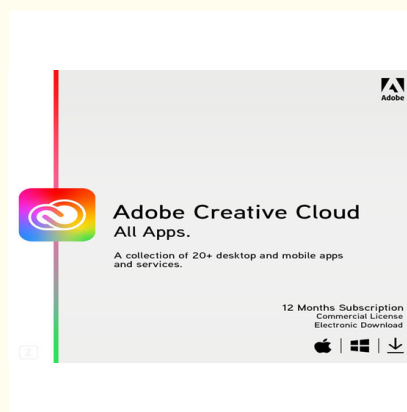 Adobe
Adobe Creative Cloud
All Apps.
A collection of 20+ desktop and mobile apps
and services.
12 Months Subscription
Commercial License
Electronic Download